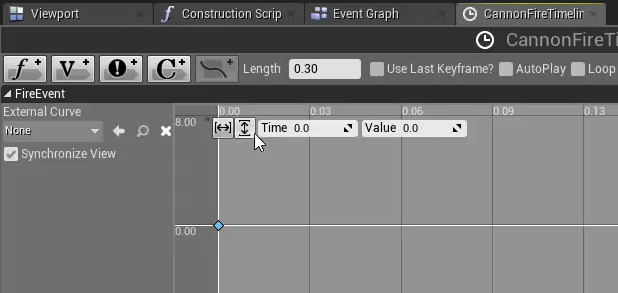 Viewport
Construction Scrip
Event Graph
CannonFireTimelin
CannonFireTi
f+
V+
!+
C+
Length 0.30
Use Last Keyframe?
AutoPlay
Loop
FireEvent
External Curve
None
Synchronize View
0.00 0.03 0.06 0.09 0.13
8.00
Time 0.0
Value 0.0
0.00